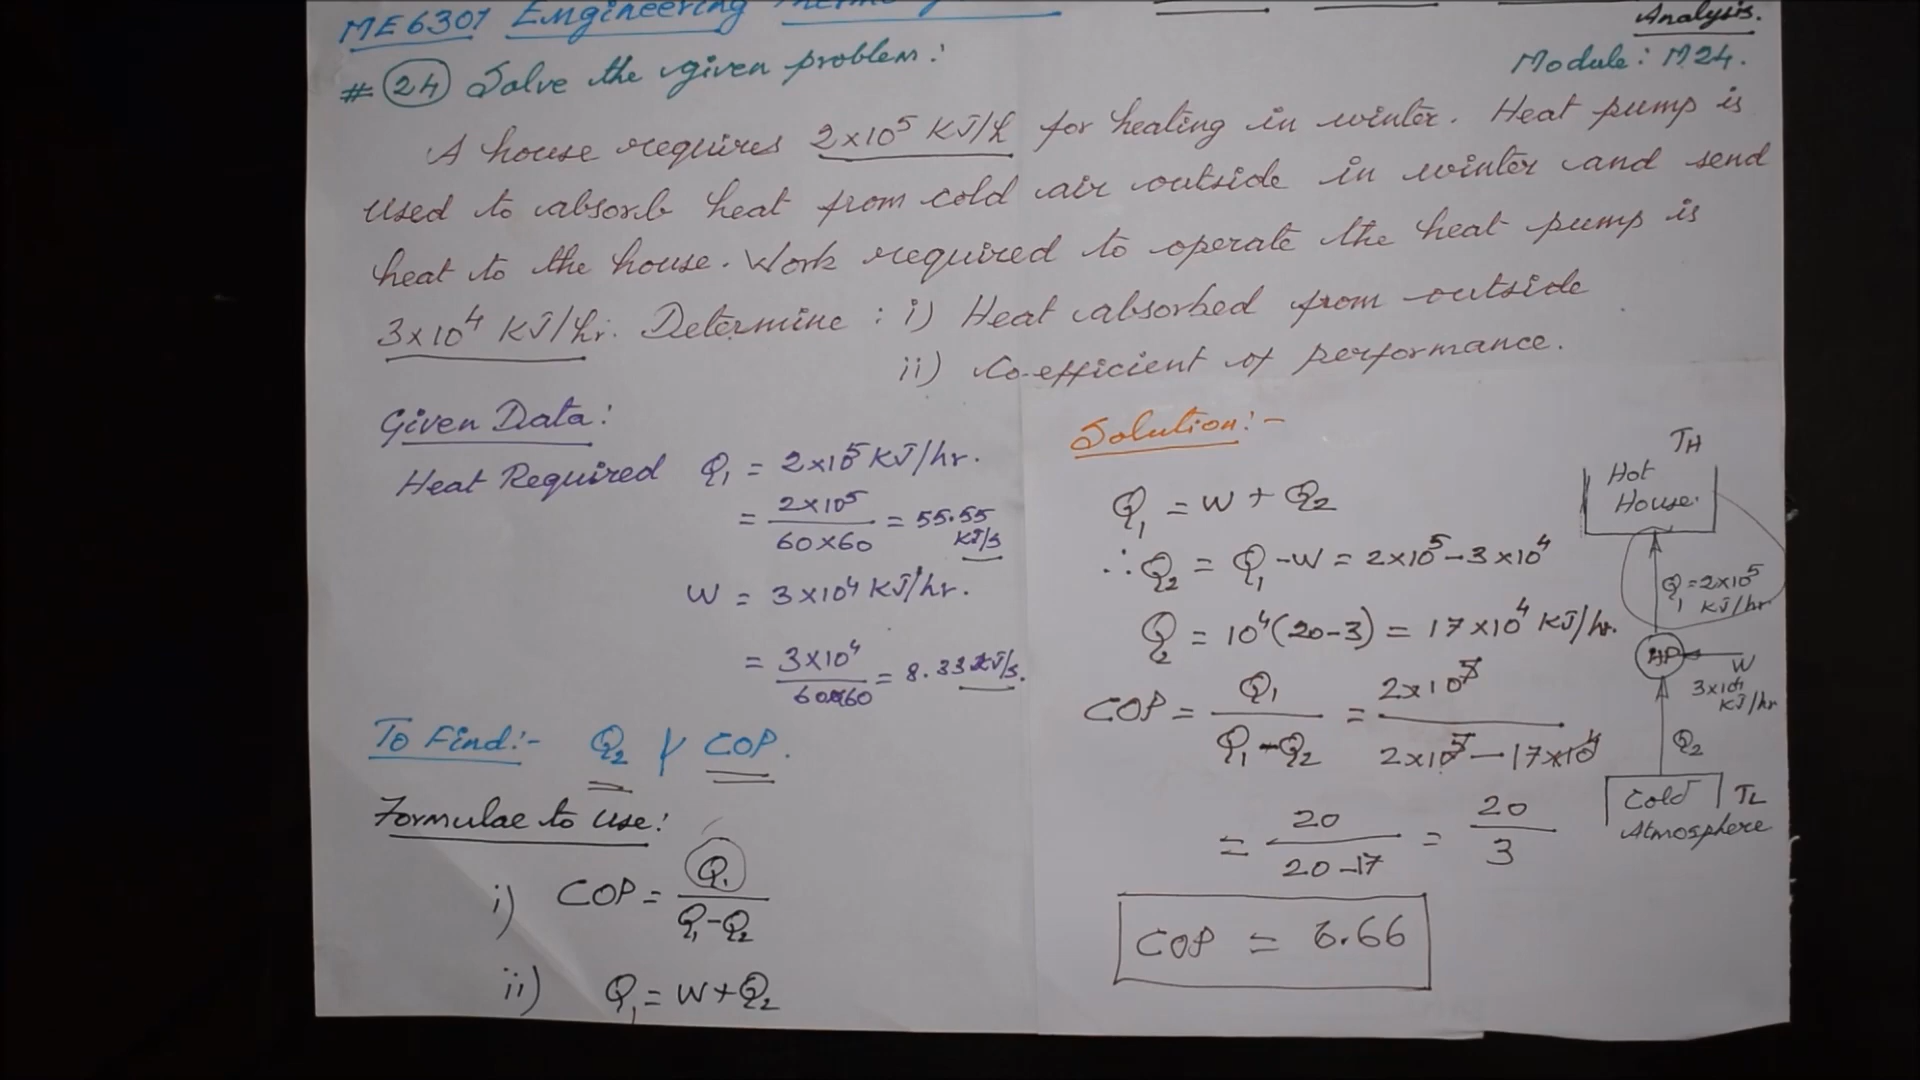 ME6301 Engineering
Analysis.
Module: M24.
# 24 Solve the given problem:
A house requires 2×10⁵ KJ/h for heating in winter. Heat pump is
used to absorb heat from cold air outside in winter and send
heat to the house. Work required to operate the heat pump is
3×10⁴ KJ/hr. Determine: i) Heat absorbed from outside
ii) Co-efficient of performance.
Given Data:
Heat Required Q₁ = 2×10⁵ KJ/hr.
= 2×10⁵ / 60×60 = 55.55 KJ/s
W = 3×10⁴ KJ/hr.
= 3×10⁴ / 60×60 = 8.33 KJ/s.
To Find:- Q₂ & COP.
Formulae to use:
i) COP = Q₁ / Q₁-Q₂
ii) Q₁ = W+Q₂
Solution:-
Q₁ = W + Q₂
∴ Q₂ = Q₁ - W = 2×10⁵ - 3×10⁴
Q₂ = 10⁴(20-3) = 17×10⁴ KJ/hr.
COP = Q₁ / Q₁-Q₂ = 2×10⁵ / 2×10⁵ - 17×10⁴
= 20 / 20-17 = 20 / 3
COP = 6.66
TH
Hot
House.
Q₁ = 2×10⁵
KJ/hr
HP
W
3×10⁴
KJ/hr
Q₂
Cold TL
Atmosphere